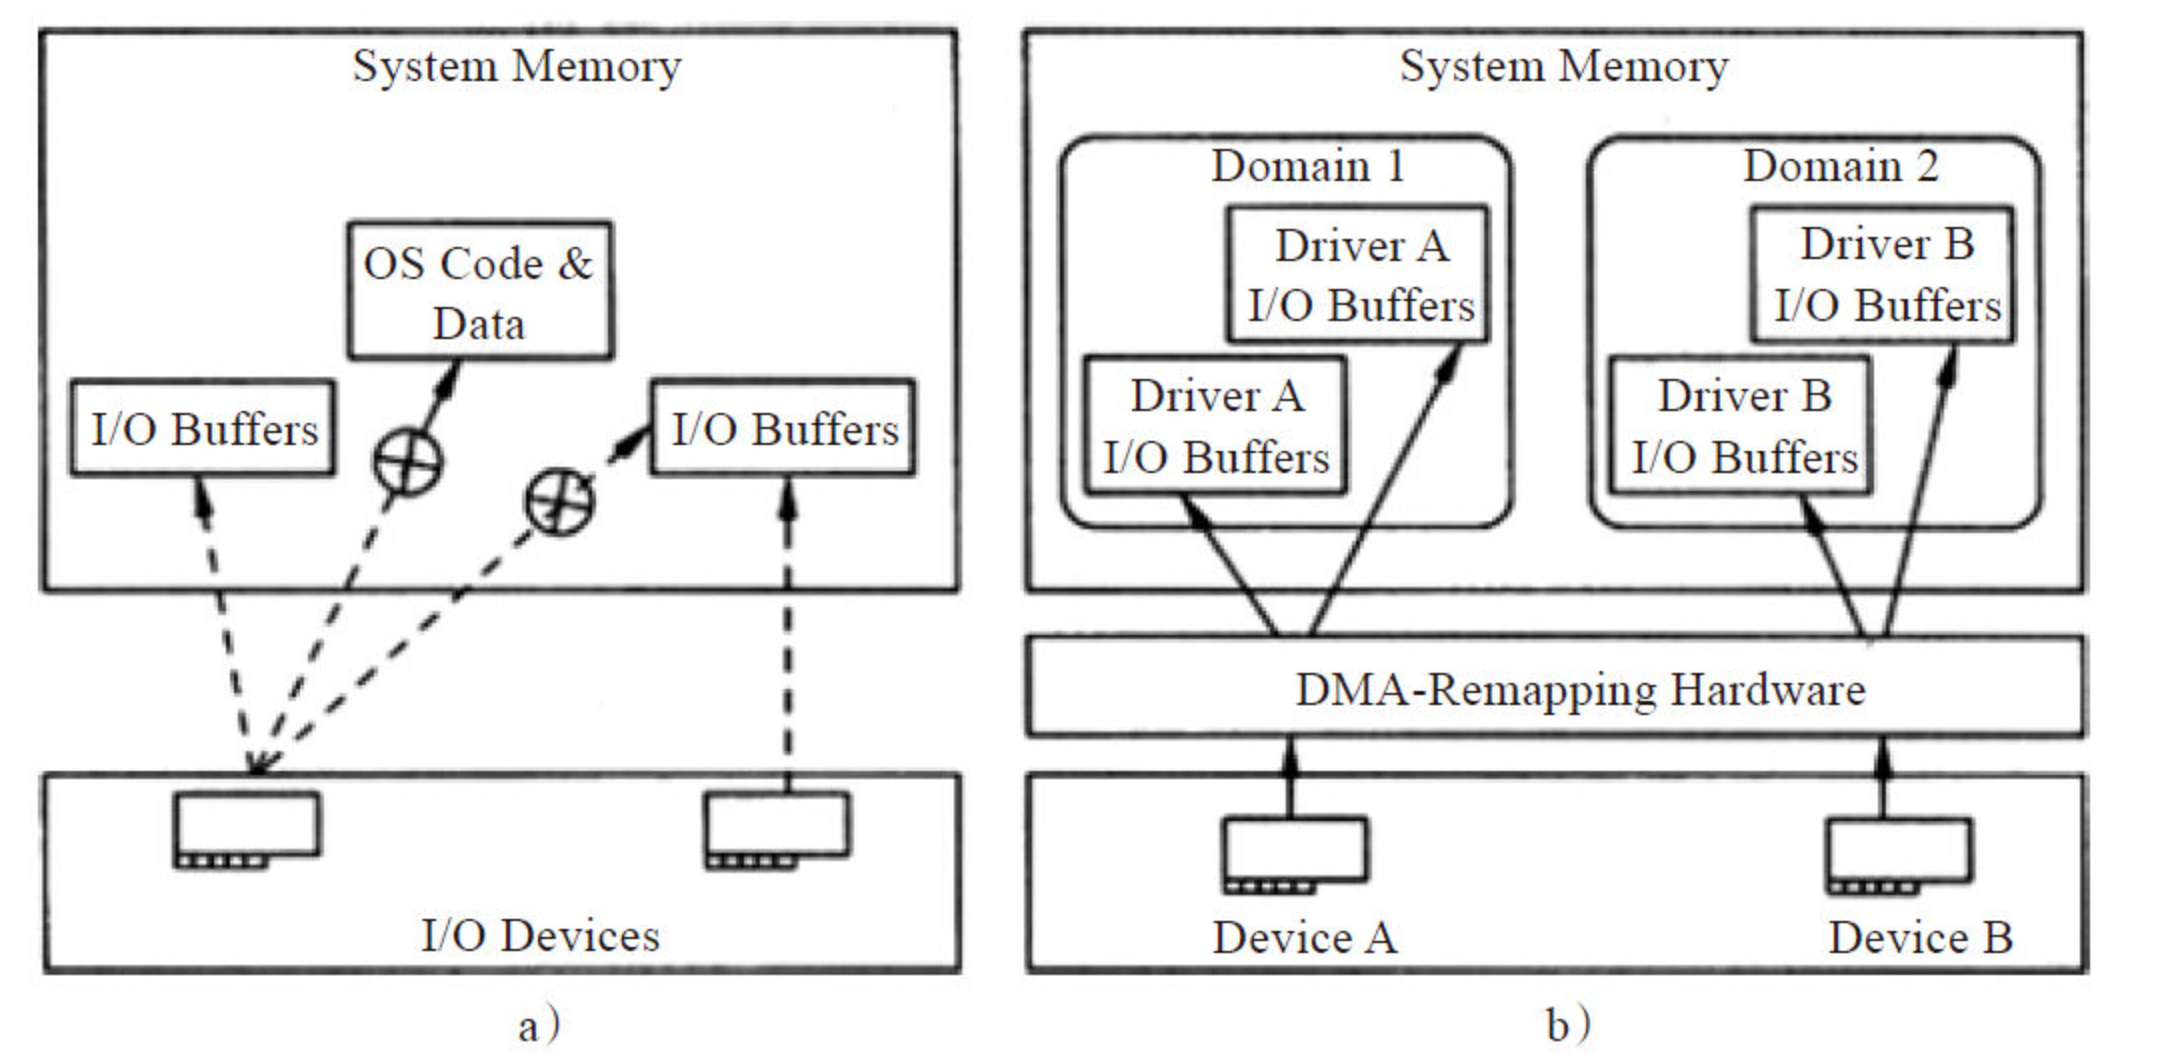 System Memory
OS Code &
Data
I/O Buffers
I/O Buffers
I/O Devices
a)
System Memory
Domain 1
Driver A
I/O Buffers
Driver A
I/O Buffers
Domain 2
Driver B
I/O Buffers
Driver B
I/O Buffers
DMA-Remapping Hardware
Device A
Device B
b)